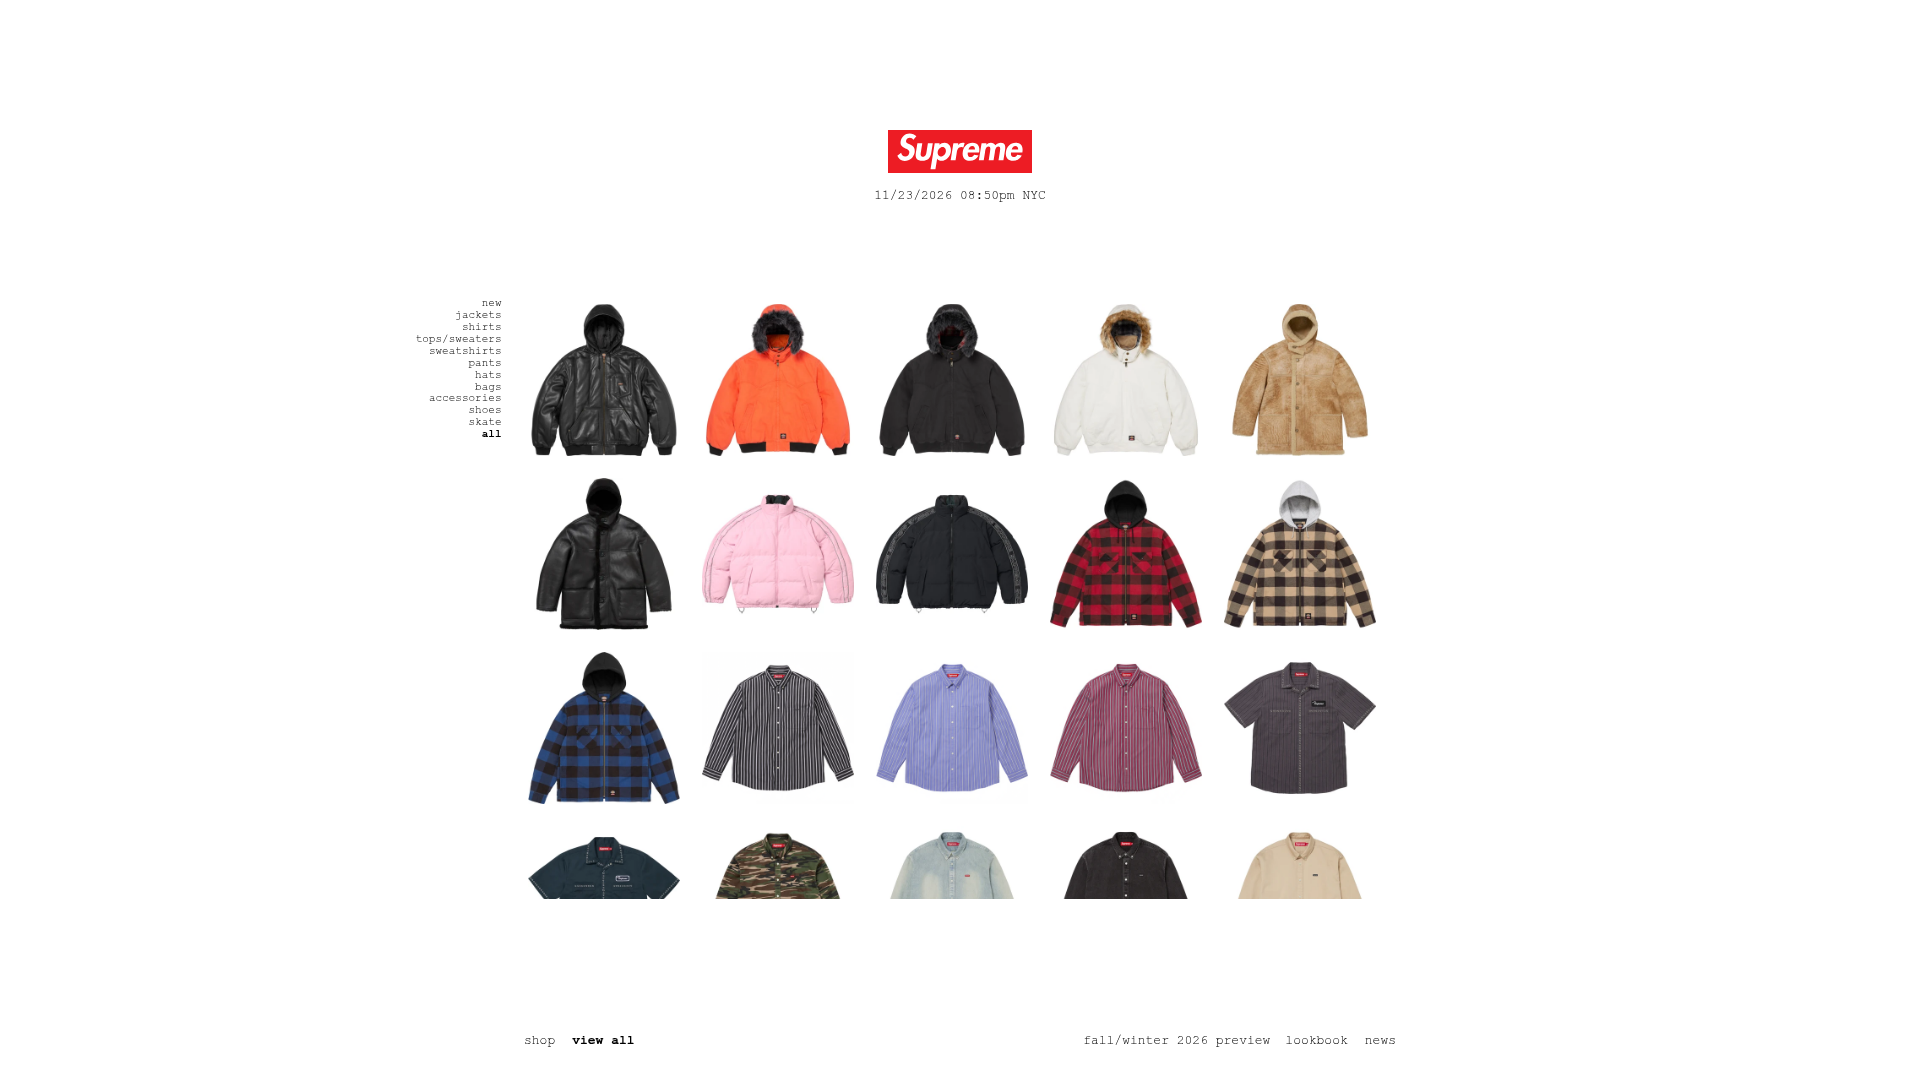 Supreme
11/23/2026 08:50pm NYC
new
jackets
shirts
tops/sweaters
sweatshirts
pants
hats
bags
accessories
shoes
skate
all
shop view all
fall/winter 2026 preview lookbook news